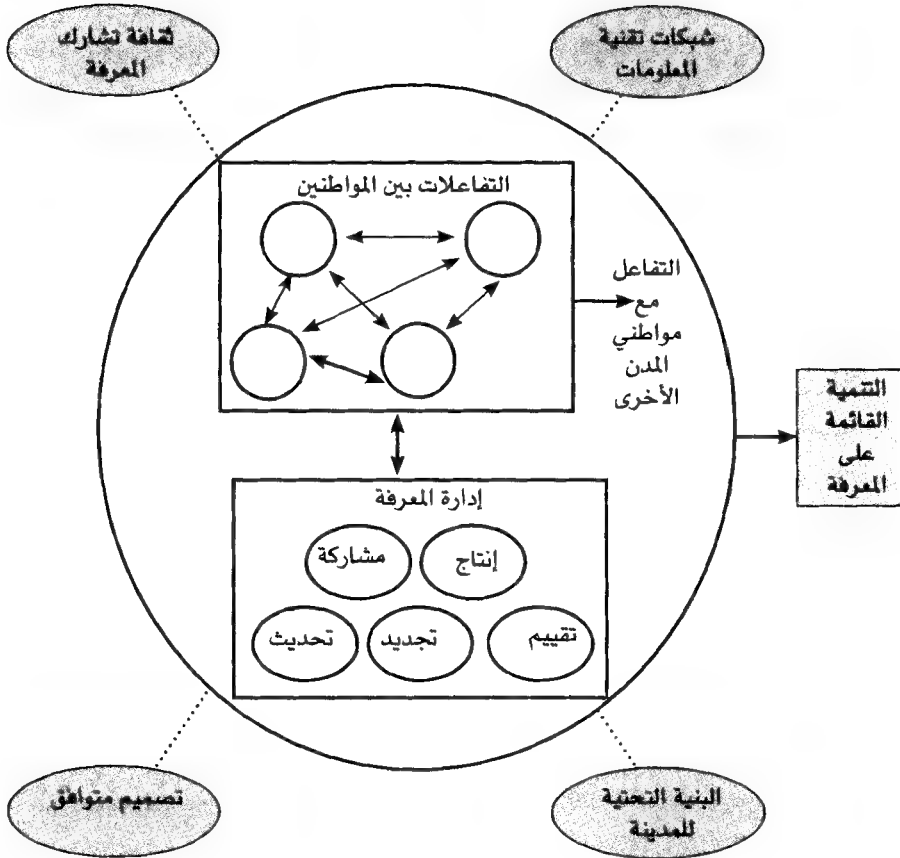 شبكات تقنية
المعلومات
ثقافة تشارك
المعرفة
التفاعلات بين المواطنين
التفاعل
مع
مواطني
المدن
الأخرى
التنمية
القائمة
على
المعرفة
إدارة المعرفة
إنتاج
مشاركة
تقييم
تجديد
تحديث
البنية التحتية
للمدينة
تصميم متوافق